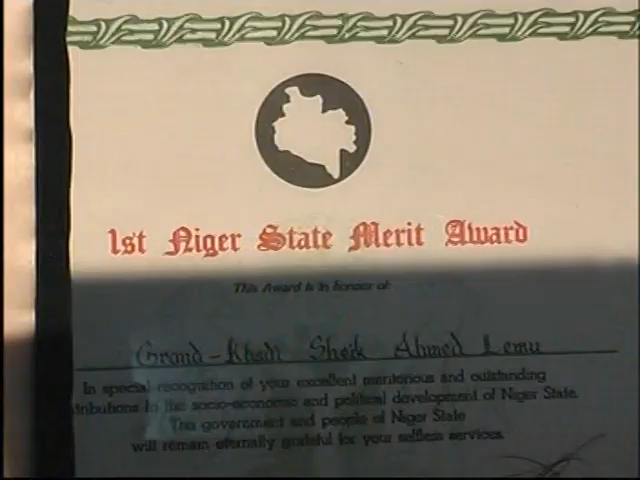 1st Niger State Merit Award
This Award is in honour of
Grand-Khadi Sheik Ahmed Lemu
In special recognition of your excellent meritorious and outstanding
tributions to the socio-economic and political development of Niger State.
The government and people of Niger State
will remain eternally grateful for your selfless services.